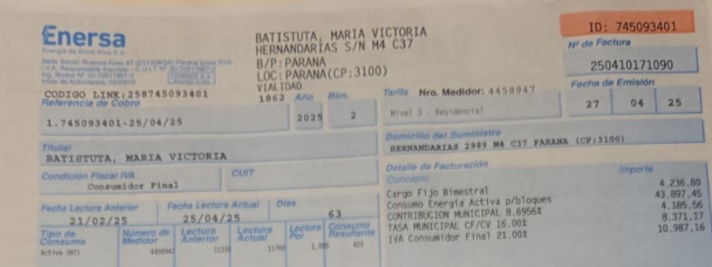 Enersa
Energía de Entre Ríos S.A.
CODIGO LINK:258745093401
Referencia de Cobro
1.745093401-25/04/25
BATISTUTA, MARIA VICTORIA
HERNANDARIAS S/N M4 C37
B/P:PARANA
LOC:PARANA(CP:3100)
VIALIDAD
1862 Año Bim.
2025 2
ID: 745093401
Nº de Factura
250410171090
Fecha de Emisión
27 04 25
Tarifa Nro. Medidor: 4458947
Nivel 3 - Residencial
Domicilio del Suministro
HERNANDARIAS 2989 M4 C37 PARANA (CP:3100)
Titular
BATISTUTA, MARIA VICTORIA
Condición Fiscal IVA CUIT
Consumidor Final
Fecha Lectura Anterior Fecha Lectura Actual Días
21/02/25 25/04/25 63
Tipo de Consumo Número de Medidor Lectura Anterior Lectura Actual Lectura Por Consumo Resultante
Activa (BT) 4458947
Detalle de Facturación
Concepto Importe
Cargo Fijo Bimestral 4.236,80
Consumo Energía Activa p/bloques 43.897,45
CONTRIBUCION MUNICIPAL 8.6956% 4.185,56
TASA MUNICIPAL CF/CV 16.00% 8.371,17
IVA Consumidor Final 21.00% 10.987,16